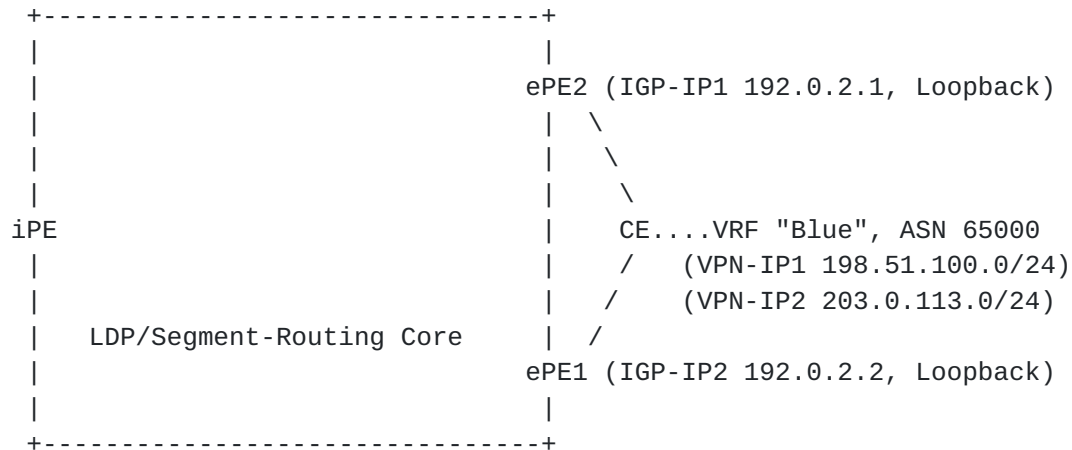 ePE2 (IGP-IP1 192.0.2.1, Loopback)
iPE
CE....VRF "Blue", ASN 65000
(VPN-IP1 198.51.100.0/24)
(VPN-IP2 203.0.113.0/24)
LDP/Segment-Routing Core
ePE1 (IGP-IP2 192.0.2.2, Loopback)